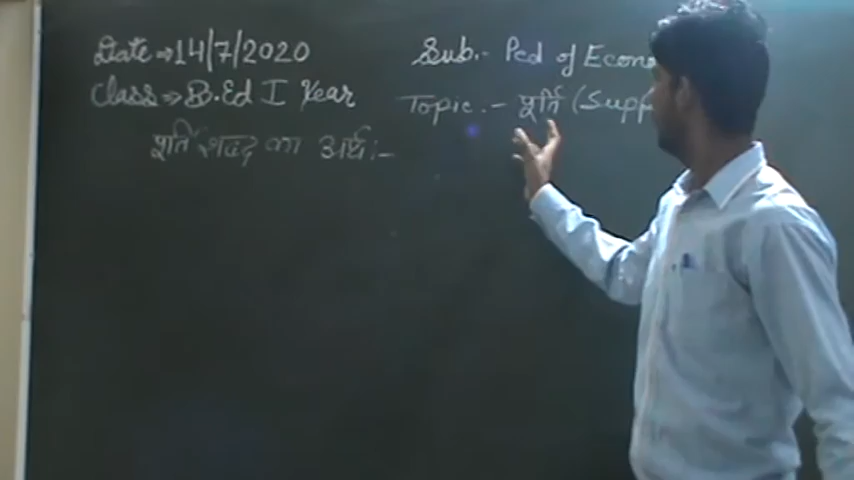 Date → 14/7/2020
Sub.- Ped of Econo
Class ⇒ B.Ed I Year
Topic.- पूर्ति (Supp
पूर्ति शब्द का अर्थ :-